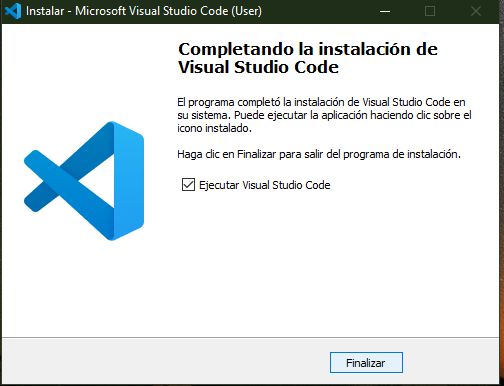 Instalar - Microsoft Visual Studio Code (User)
Completando la instalación de
Visual Studio Code
El programa completó la instalación de Visual Studio Code en
su sistema. Puede ejecutar la aplicación haciendo clic sobre el
icono instalado.
Haga clic en Finalizar para salir del programa de instalación.
Ejecutar Visual Studio Code
Finalizar